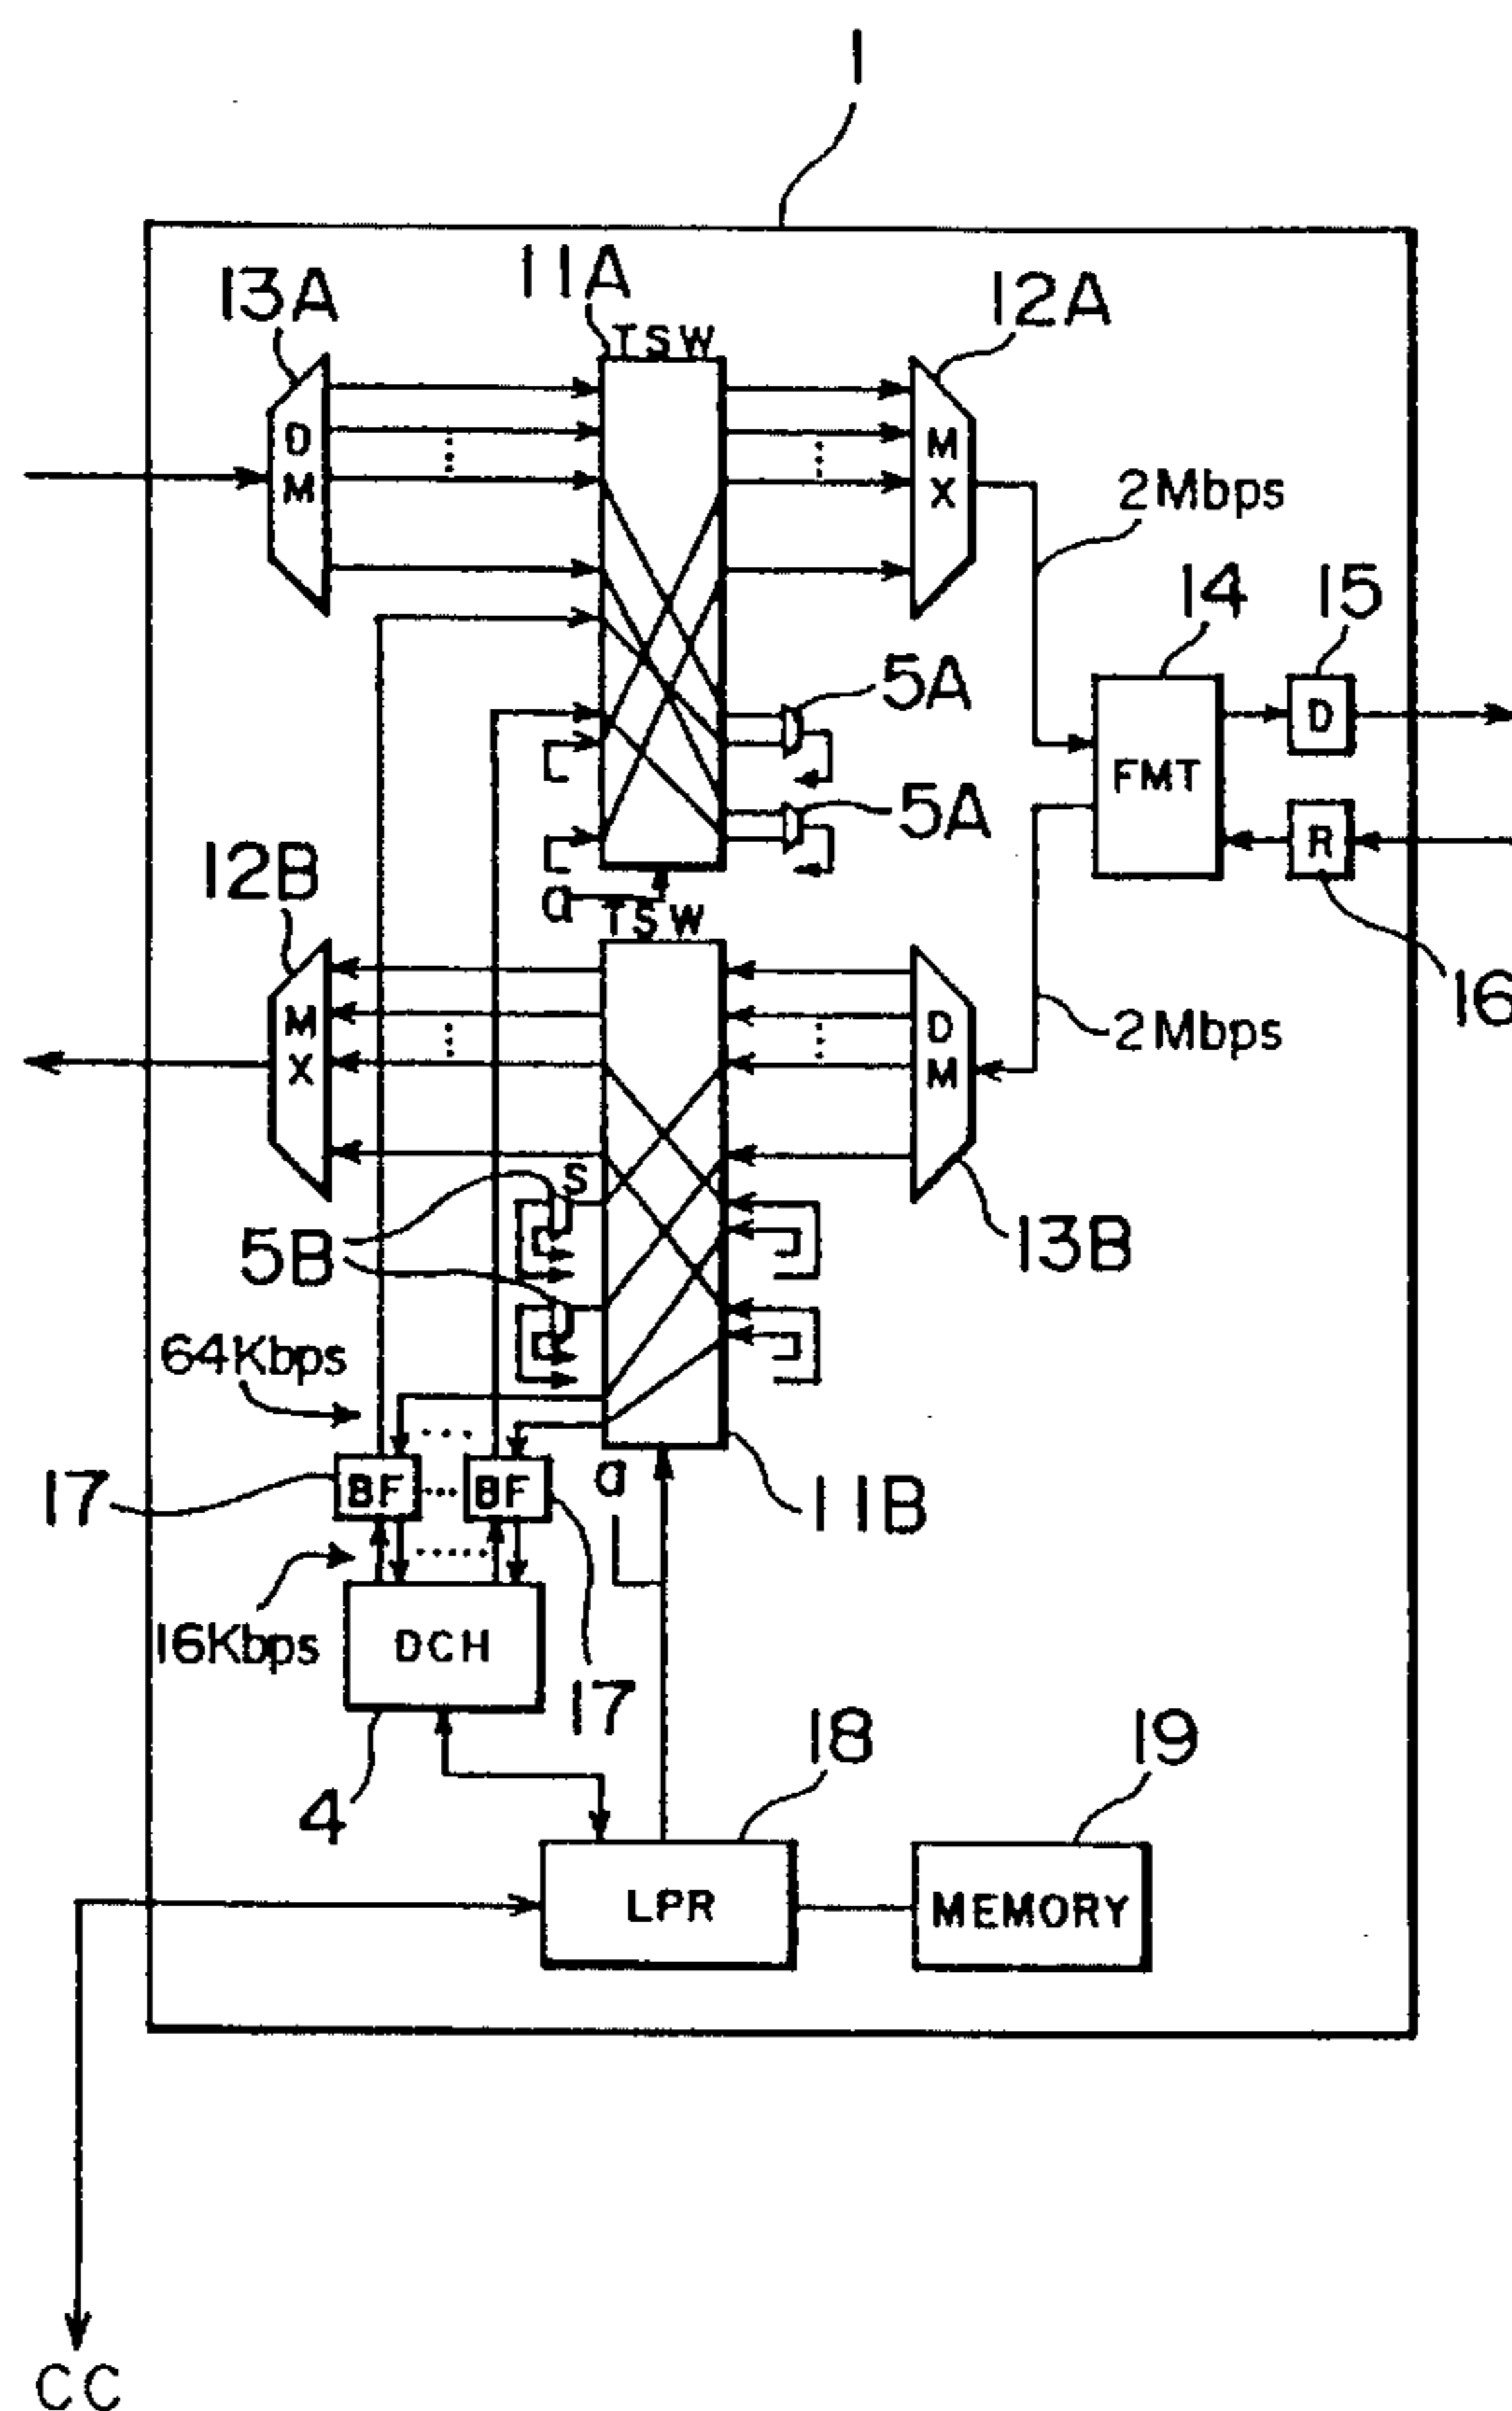 1
11A
13A
12A
TSW
D
M
M
X
2Mbps
14
15
5A
D
FMT
5A
12B
R
a
TSW
16
M
X
D
M
2Mbps
S
5B
13B
64Kbps
17
BF
...
BF
a
11B
16Kbps
DCH
17
18
19
4
LPR
MEMORY
CC